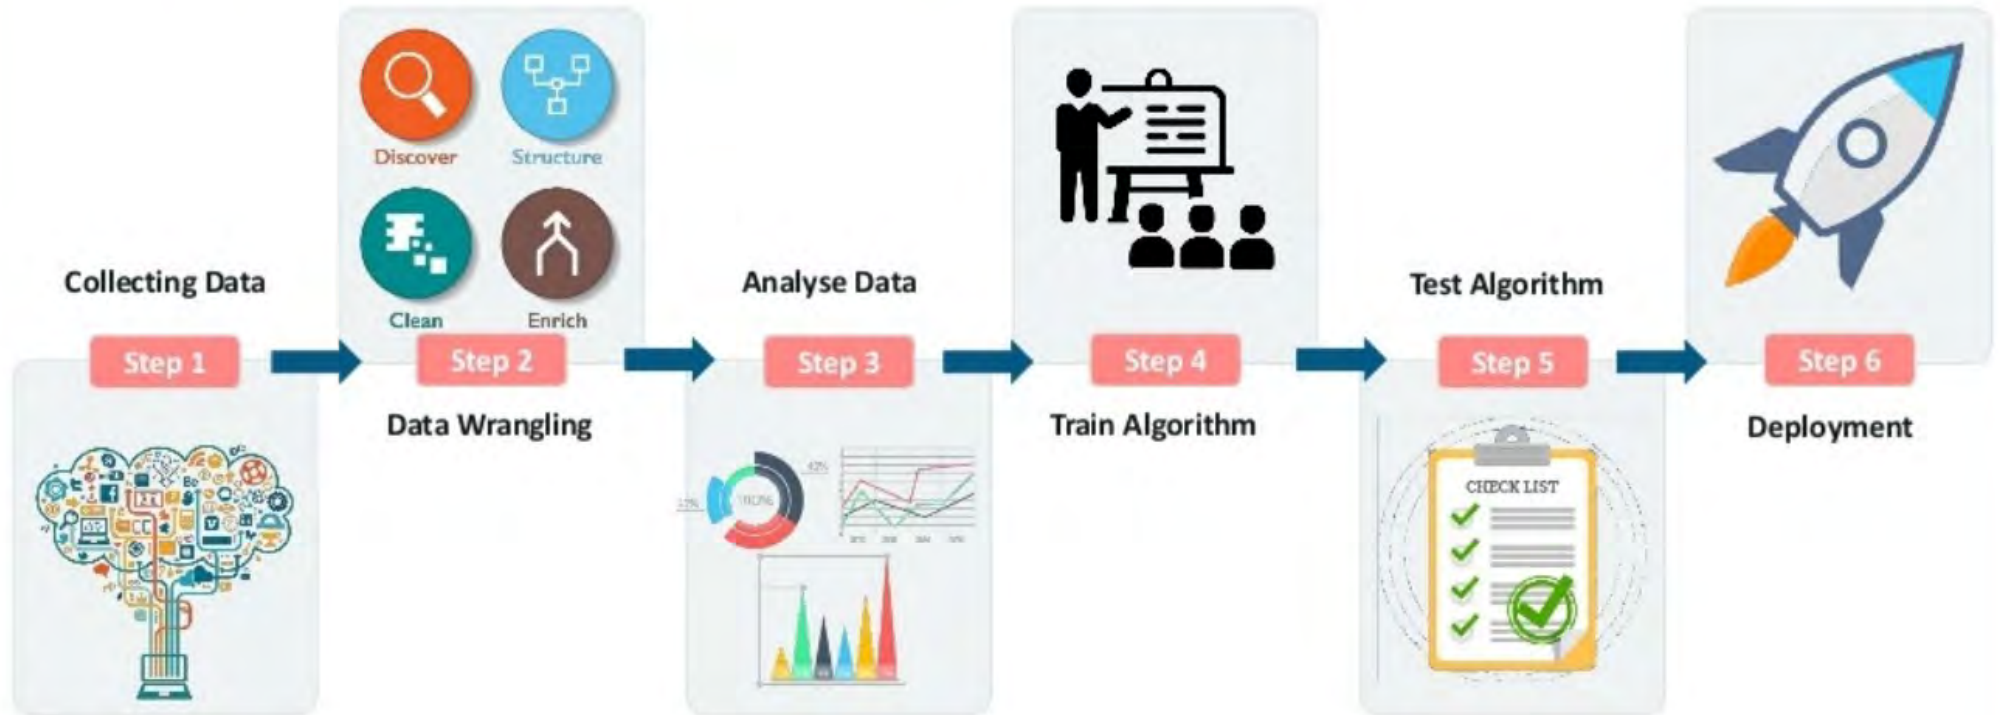 Collecting Data
Step 1
Discover
Structure
Clean
Enrich
Step 2
Data Wrangling
Analyse Data
Step 3
100%
Step 4
Train Algorithm
Test Algorithm
Step 5
CHECK LIST
Step 6
Deployment